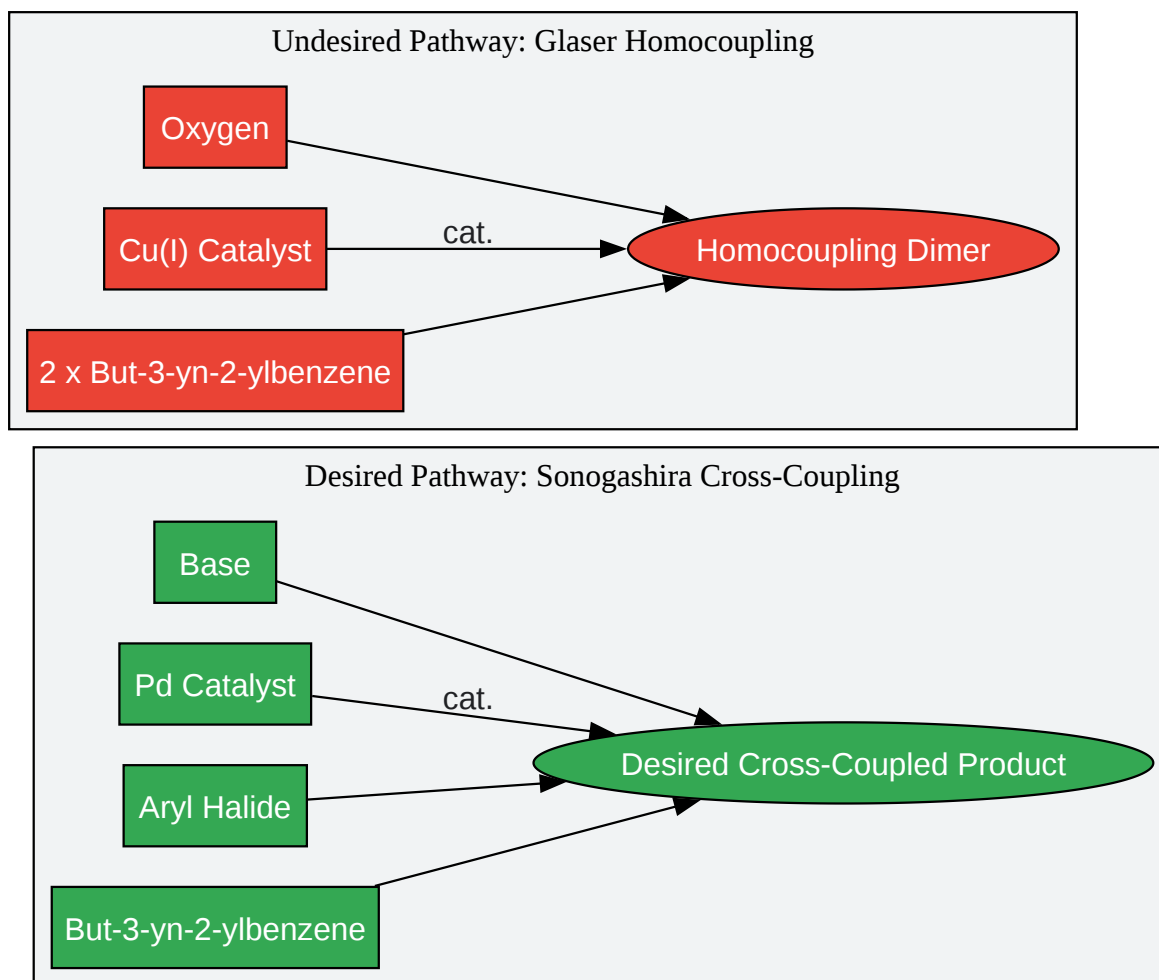 Undesired Pathway: Glaser Homocoupling
Oxygen
Cu(I) Catalyst
cat.
Homocoupling Dimer
2 x But-3-yn-2-ylbenzene
Desired Pathway: Sonogashira Cross-Coupling
Base
Pd Catalyst
cat.
Desired Cross-Coupled Product
Aryl Halide
But-3-yn-2-ylbenzene